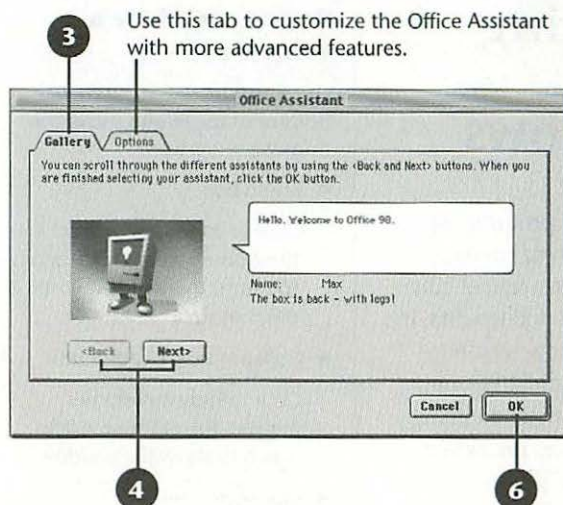 3
Use this tab to customize the Office Assistant
with more advanced features.
Office Assistant
Gallery Options
You can scroll through the different assistants by using the <Back and Next> buttons. When you
are finished selecting your assistant, click the OK button.
Hello. Welcome to Office 98.
Name: Max
The box is back - with legs!
<Back Next>
Cancel OK
4 6